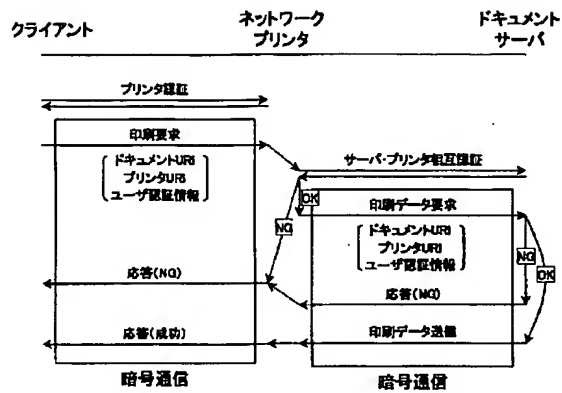 クライアント
ネットワーク
プリンタ
ドキュメント
サーバ
プリンタ認証
印刷要求
ドキュメントURI
プリンタURI
ユーザ認証情報
サーバ・プリンタ相互認証
OK
NG
印刷データ要求
ドキュメントURI
プリンタURI
ユーザ認証情報
NG
OK
応答(NG)
応答(NG)
応答(成功)
印刷データ送信
暗号通信
暗号通信